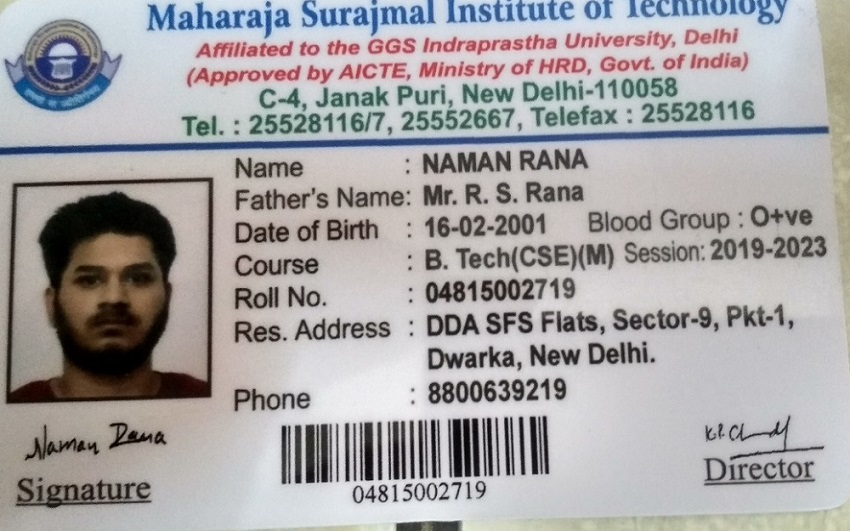 Maharaja Surajmal Institute of Technology
Affiliated to the GGS Indraprastha University, Delhi
(Approved by AICTE, Ministry of HRD, Govt. of India)
C-4, Janak Puri, New Delhi-110058
Tel. : 25528116/7, 25552667, Telefax : 25528116
Name : NAMAN RANA
Father's Name: Mr. R. S. Rana
Date of Birth : 16-02-2001 Blood Group : O+ve
Course : B. Tech(CSE)(M) Session: 2019-2023
Roll No. : 04815002719
Res. Address : DDA SFS Flats, Sector-9, Pkt-1,
Dwarka, New Delhi.
Phone : 8800639219
Naman Rana
Signature
04815002719
Director